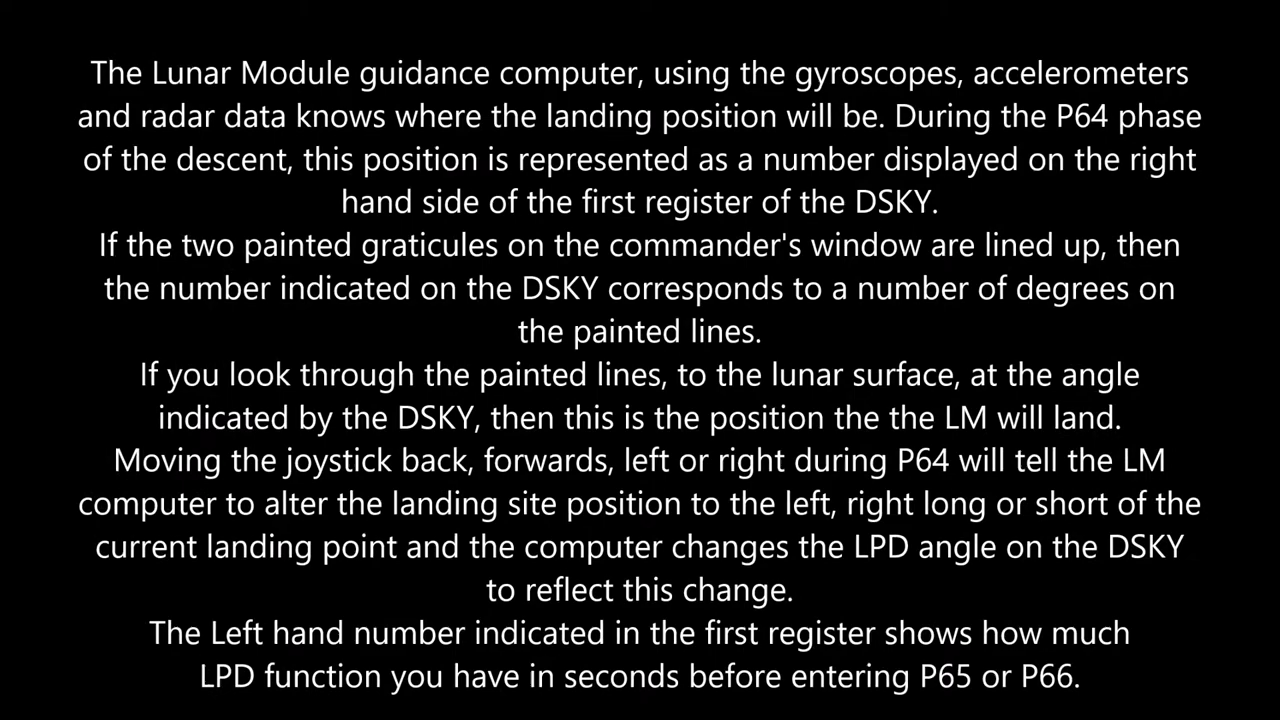 The Lunar Module guidance computer, using the gyroscopes, accelerometers
and radar data knows where the landing position will be. During the P64 phase
of the descent, this position is represented as a number displayed on the right
hand side of the first register of the DSKY.
If the two painted graticules on the commander's window are lined up, then
the number indicated on the DSKY corresponds to a number of degrees on
the painted lines.
If you look through the painted lines, to the lunar surface, at the angle
indicated by the DSKY, then this is the position the the LM will land.
Moving the joystick back, forwards, left or right during P64 will tell the LM
computer to alter the landing site position to the left, right long or short of the
current landing point and the computer changes the LPD angle on the DSKY
to reflect this change.
The Left hand number indicated in the first register shows how much
LPD function you have in seconds before entering P65 or P66.